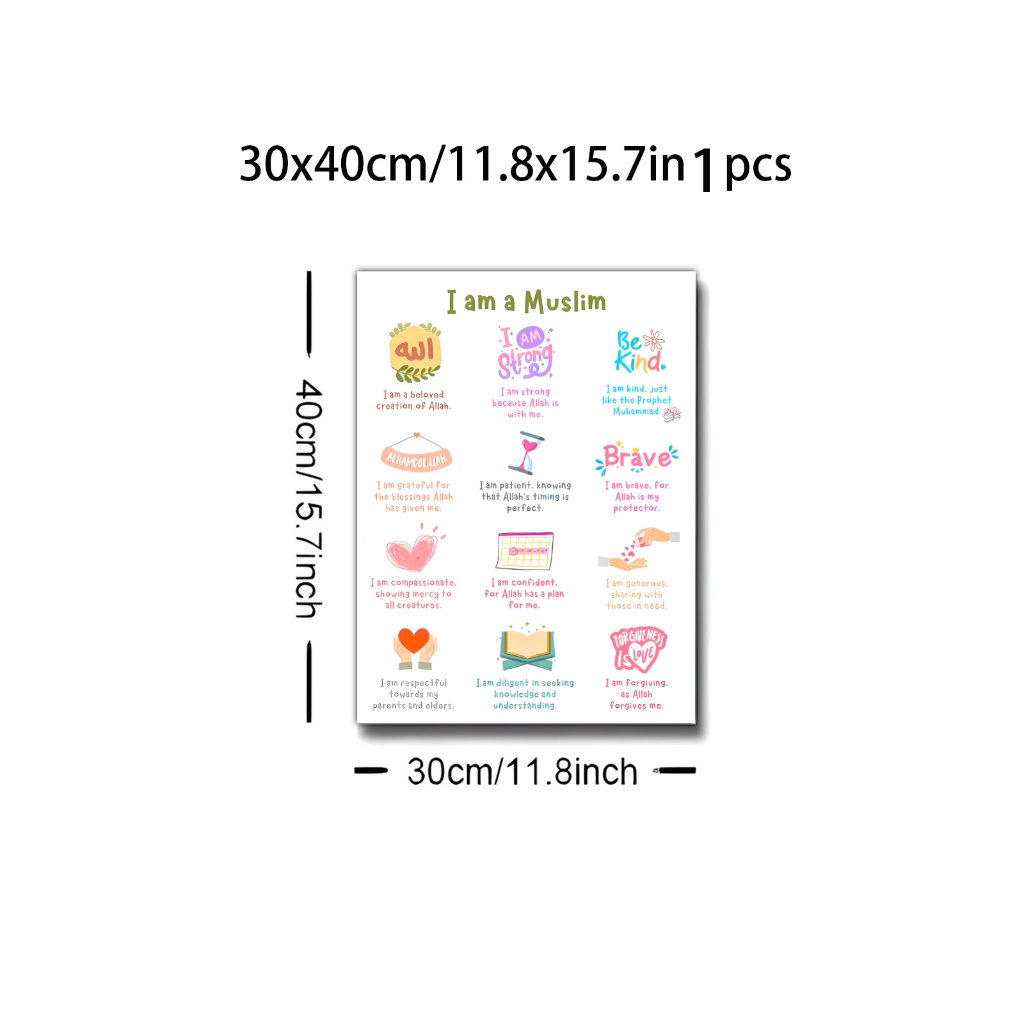 30x40cm/11.8x15.7in 1 pcs
40cm/15.7inch
I am a Muslim
الله
I am a beloved
creation of Allah.
I AM
Strong
I am strong
because Allah is
with me.
Be
Kind.
I am kind, just
like the Prophet
Muhammad.
ALHAMDULILLAH
I am grateful for
the blessings Allah
has given me.
I am patient, knowing
that Allah's timing is
perfect.
Brave
I am brave, for
Allah is my
protector.
I am compassionate,
showing mercy to
all creatures.
I am confident,
for Allah has a plan
for me.
I am generous,
sharing with
those in need.
I am respectful
towards my
parents and elders.
I am diligent in seeking
knowledge and
understanding.
FORGIVENESS
IS LOVE
I am forgiving,
as Allah
forgives me.
30cm/11.8inch